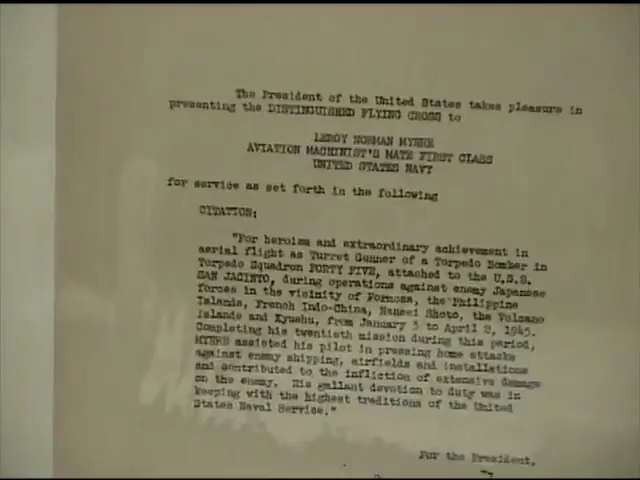 The President of the United States takes pleasure in
presenting the DISTINGUISHED FLYING CROSS to
LEROY NORMAN MYERS
AVIATION MACHINIST'S MATE FIRST CLASS
UNITED STATES NAVY
for service as set forth in the following
CITATION:
"For heroism and extraordinary achievement in
aerial flight as Turret Gunner of a Torpedo Bomber in
Torpedo Squadron FORTY FIVE, attached to the U.S.S.
SAN JACINTO, during operations against enemy Japanese
forces in the vicinity of Formosa, the Philippine
Islands, French Indo-China, Nansei Shoto, the Volcano
Islands and Kyushu, from January 3 to April 2, 1945.
Completing his twentieth mission during this period,
MYERS assisted his pilot in pressing home attacks
against enemy shipping, airfields and installations
and contributed to the infliction of extensive damage
on the enemy. His gallant devotion to duty was in
keeping with the highest traditions of the United
States Naval Service."
For the President,